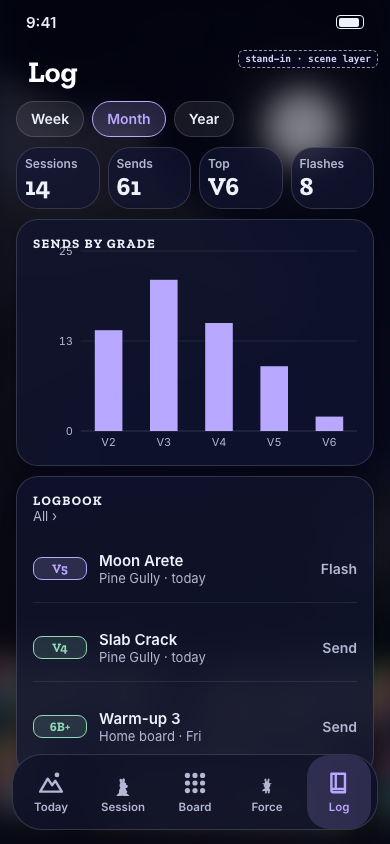 9:41
stand-in · scene layer
Log
Week Month Year
Sessions Sends Top Flashes
14 61 V6 8
SENDS BY GRADE
25
13
0
V2 V3 V4 V5 V6
LOGBOOK
All ›
V5 Moon Arete Flash
Pine Gully · today
V4 Slab Crack Send
Pine Gully · today
6B+ Warm-up 3 Send
Home board · Fri
Today Session Board Force Log